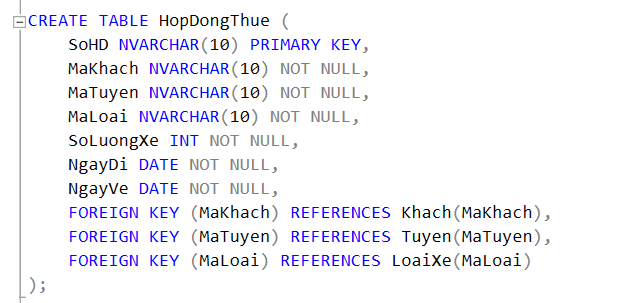 CREATE TABLE HopDongThue (
SoHD NVARCHAR(10) PRIMARY KEY,
MaKhach NVARCHAR(10) NOT NULL,
MaTuyen NVARCHAR(10) NOT NULL,
MaLoai NVARCHAR(10) NOT NULL,
SoLuongXe INT NOT NULL,
NgayDi DATE NOT NULL,
NgayVe DATE NOT NULL,
FOREIGN KEY (MaKhach) REFERENCES Khach(MaKhach),
FOREIGN KEY (MaTuyen) REFERENCES Tuyen(MaTuyen),
FOREIGN KEY (MaLoai) REFERENCES LoaiXe(MaLoai)
);